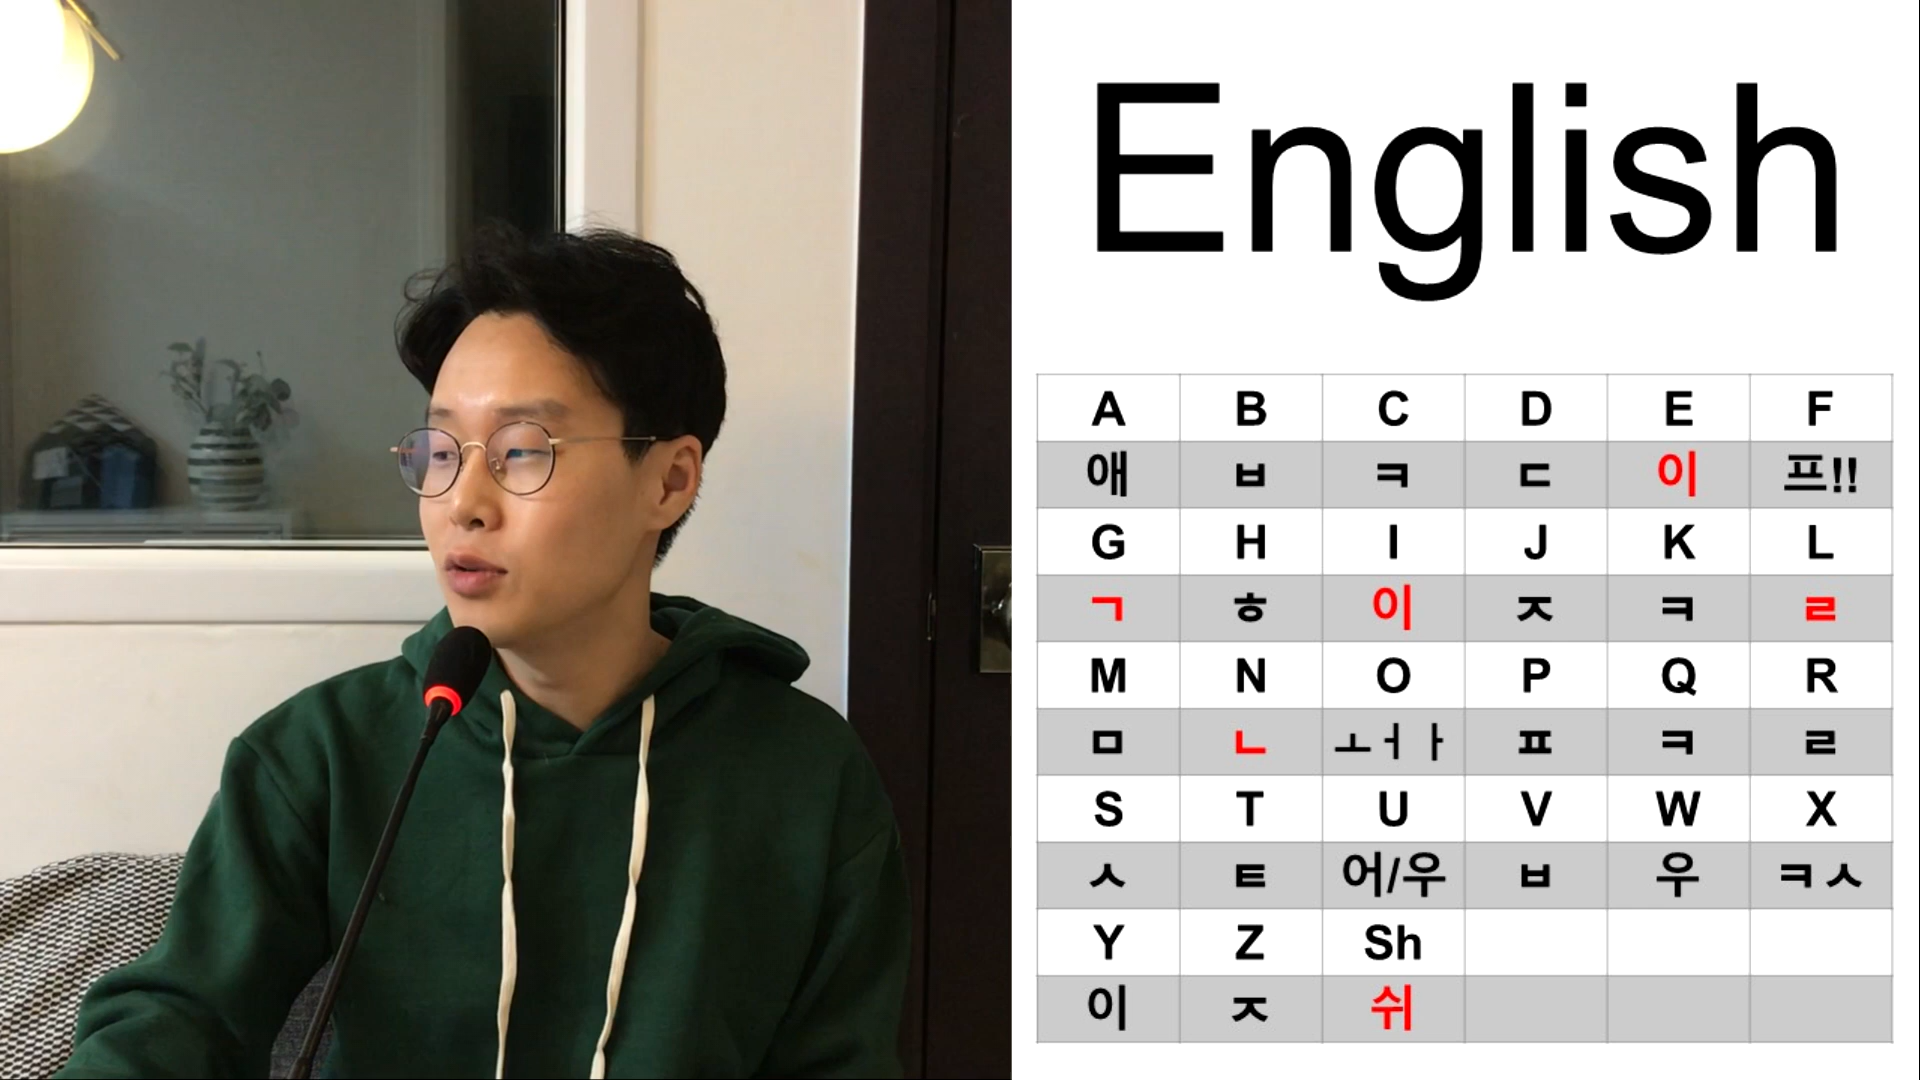 English
A B C D E F
애 ㅂ ㅋ ㄷ 이 프!!
G H I J K L
ㄱ ㅎ 이 ㅈ ㅋ ㄹ
M N O P Q R
ㅁ ㄴ ㅗㅓㅏ ㅍ ㅋ ㄹ
S T U V W X
ㅅ ㅌ 어/우 ㅂ 우 ㅋㅅ
Y Z Sh
이 ㅈ 쉬